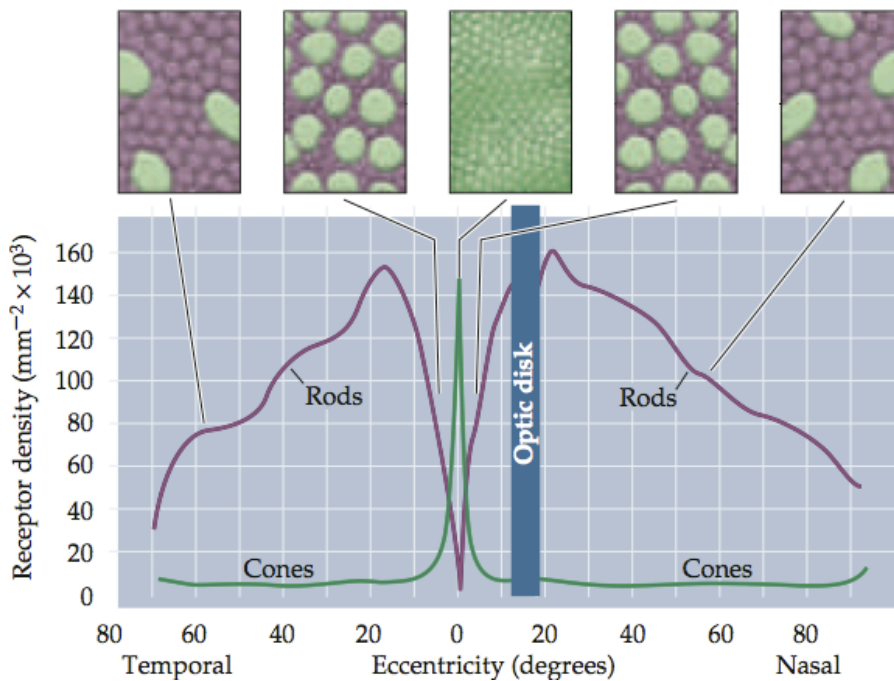 Receptor density (mm⁻² × 10³)
160
140
120
100
80
60
40
20
0
Rods
Rods
Optic disk
Cones
Cones
80 60 40 20 0 20 40 60 80
Temporal Eccentricity (degrees) Nasal